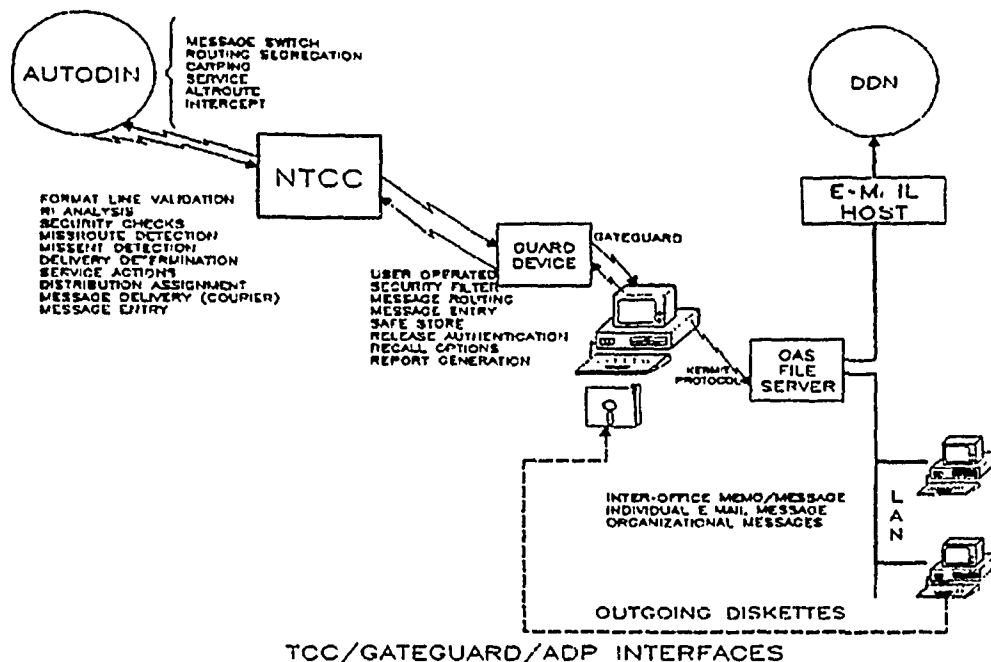 AUTODIN
MESSAGE SWITCH
ROUTING SEGREGATION
CARPING
SERVICE
ALTROUTE
INTERCEPT
DDN
NTCC
E-MAIL
HOST
FORMAT LINE VALIDATION
RI ANALYSIS
SECURITY CHECKS
MISSROUTE DETECTION
MISSENT DETECTION
DELIVERY DETERMINATION
SERVICE ACTIONS
DISTRIBUTION ASSIGNMENT
MESSAGE DELIVERY (COURIER)
MESSAGE ENTRY
GUARD
DEVICE
GATEGUARD
USER OPERATED
SECURITY FILTER
MESSAGE ROUTING
MESSAGE ENTRY
SAFE STORE
RELEASE AUTHENTICATION
RECALL OPTIONS
REPORT GENERATION
KERMIT
PROTOCOL
OAS
FILE
SERVER
INTER-OFFICE MEMO/MESSAGE
INDIVIDUAL E MAIL MESSAGE
ORGANIZATIONAL MESSAGES
LAN
OUTGOING DISKETTES
TCC/GATEGUARD/ADP INTERFACES